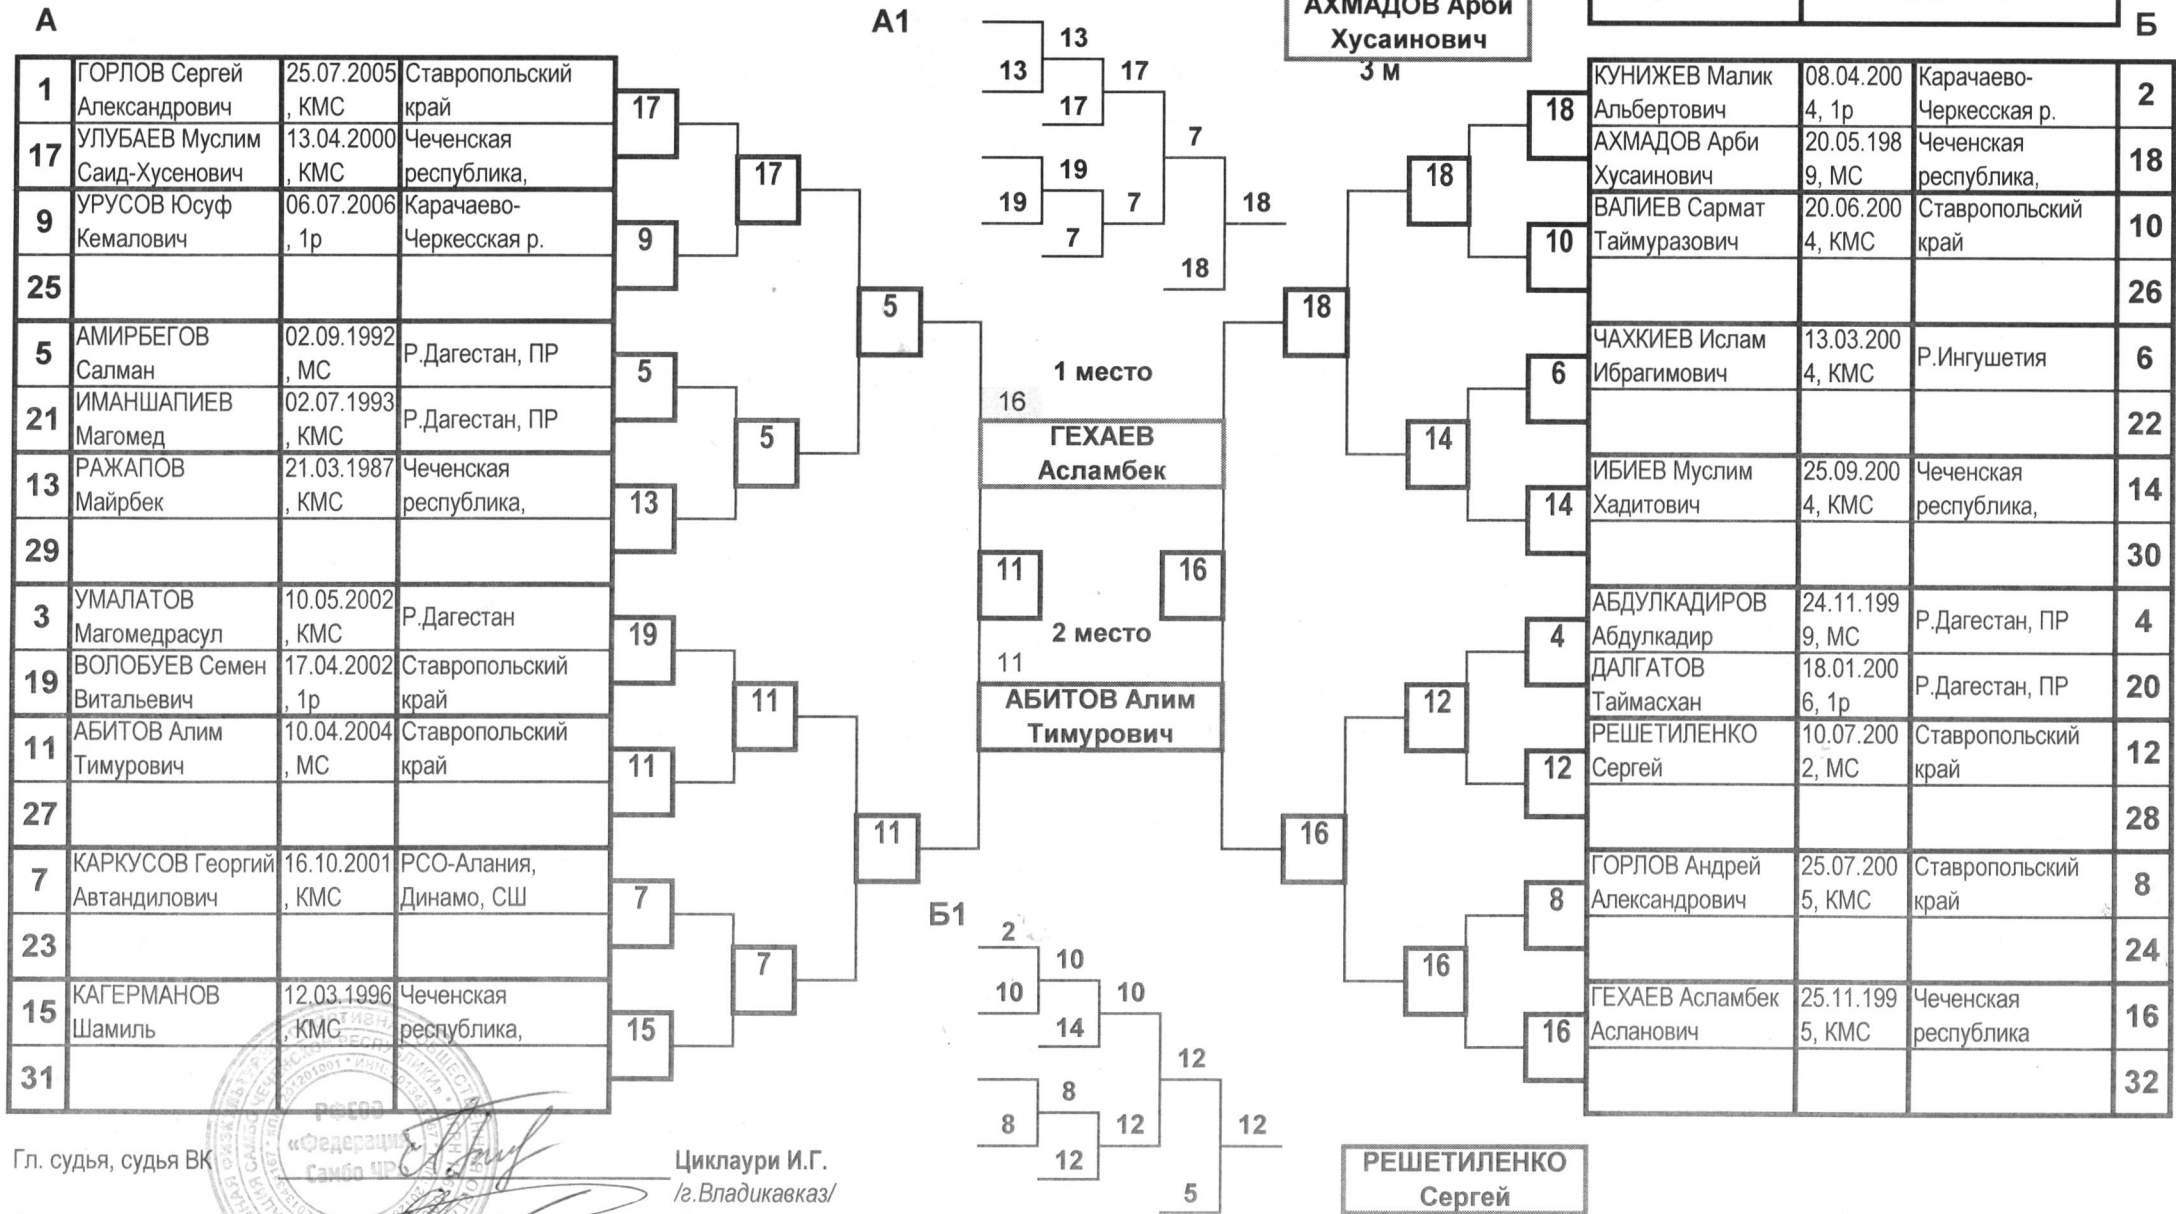 А
А1
АХМАДОВ Арби
Хусаинович
3 м
Б
1
ГОРЛОВ Сергей
Александрович
25.07.2005
, КМС
Ставропольский
край
17
УЛУБАЕВ Муслим
Саид-Хусенович
13.04.2000
, КМС
Чеченская
республика,
9
УРУСОВ Юсуф
Кемалович
06.07.2006
, 1р
Карачаево-
Черкесская р.
25
5
АМИРБЕГОВ
Салман
02.09.1992
, МС
Р.Дагестан, ПР
21
ИМАНШАПИЕВ
Магомед
02.07.1993
, КМС
Р.Дагестан, ПР
13
РАЖАПОВ
Майрбек
21.03.1987
, КМС
Чеченская
республика,
29
3
УМАЛАТОВ
Магомедрасул
10.05.2002
, КМС
Р.Дагестан
19
ВОЛОБУЕВ Семен
Витальевич
17.04.2002
, 1р
Ставропольский
край
11
АБИТОВ Алим
Тимурович
10.04.2004
, МС
Ставропольский
край
27
7
КАРКУСОВ Георгий
Автандилович
16.10.2001
, КМС
РСО-Алания,
Динамо, СШ
23
15
КАГЕРМАНОВ
Шамиль
12.03.1996
, КМС
Чеченская
республика,
31
17
9
5
13
19
11
7
15
17
5
11
7
5
11
13
13
17
17
19
19
7
7
7
18
18
1 место
16
ГЕХАЕВ
Асламбек
11
16
2 место
11
АБИТОВ Алим
Тимурович
Б1
2
10
10
14
10
8
8
12
12
12
5
12
18
16
18
14
12
16
18
10
6
14
4
12
8
16
КУНИЖЕВ Малик
Альбертович
08.04.200
4, 1р
Карачаево-
Черкесская р.
2
АХМАДОВ Арби
Хусаинович
20.05.198
9, МС
Чеченская
республика,
18
ВАЛИЕВ Сармат
Таймуразович
20.06.200
4, КМС
Ставропольский
край
10
26
ЧАХКИЕВ Ислам
Ибрагимович
13.03.200
4, КМС
Р.Ингушетия
6
22
ИБИЕВ Муслим
Хадитович
25.09.200
4, КМС
Чеченская
республика,
14
30
АБДУЛКАДИРОВ
Абдулкадир
24.11.199
9, МС
Р.Дагестан, ПР
4
ДАЛГАТОВ
Таймасхан
18.01.200
6, 1р
Р.Дагестан, ПР
20
РЕШЕТИЛЕНКО
Сергей
10.07.200
2, МС
Ставропольский
край
12
28
ГОРЛОВ Андрей
Александрович
25.07.200
5, КМС
Ставропольский
край
8
24
ГЕХАЕВ Асламбек
Асланович
25.11.199
5, КМС
Чеченская
республика
16
32
Гл. судья, судья ВК
РФСОО
«Федерация
Самбо ЧР»
Циклаури И.Г.
/г.Владикавказ/
РЕШЕТИЛЕНКО
Сергей